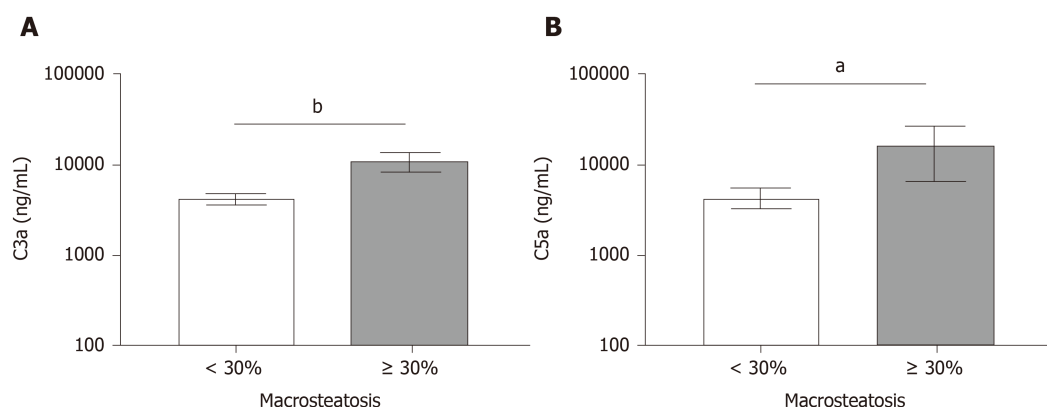 A
C3a (ng/mL)
100000
10000
1000
100
b
< 30%
≥ 30%
Macrosteatosis
B
C5a (ng/mL)
100000
10000
1000
100
a
< 30%
≥ 30%
Macrosteatosis